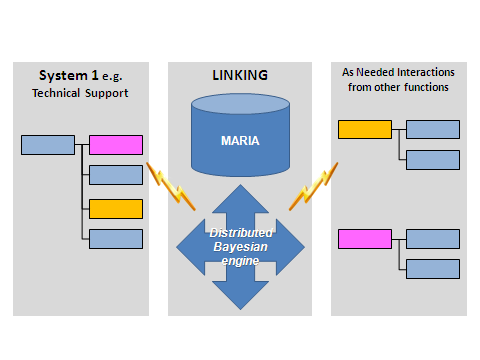 System 1 e.g.
Technical Support
LINKING
MARIA
Distributed
Bayesian
engine
As Needed Interactions
from other functions